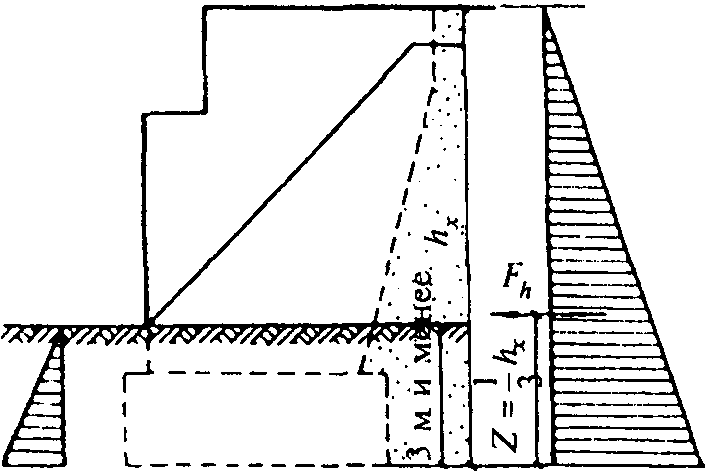 h_x
3 м и менее
F_h
Z = 1/3 h_x